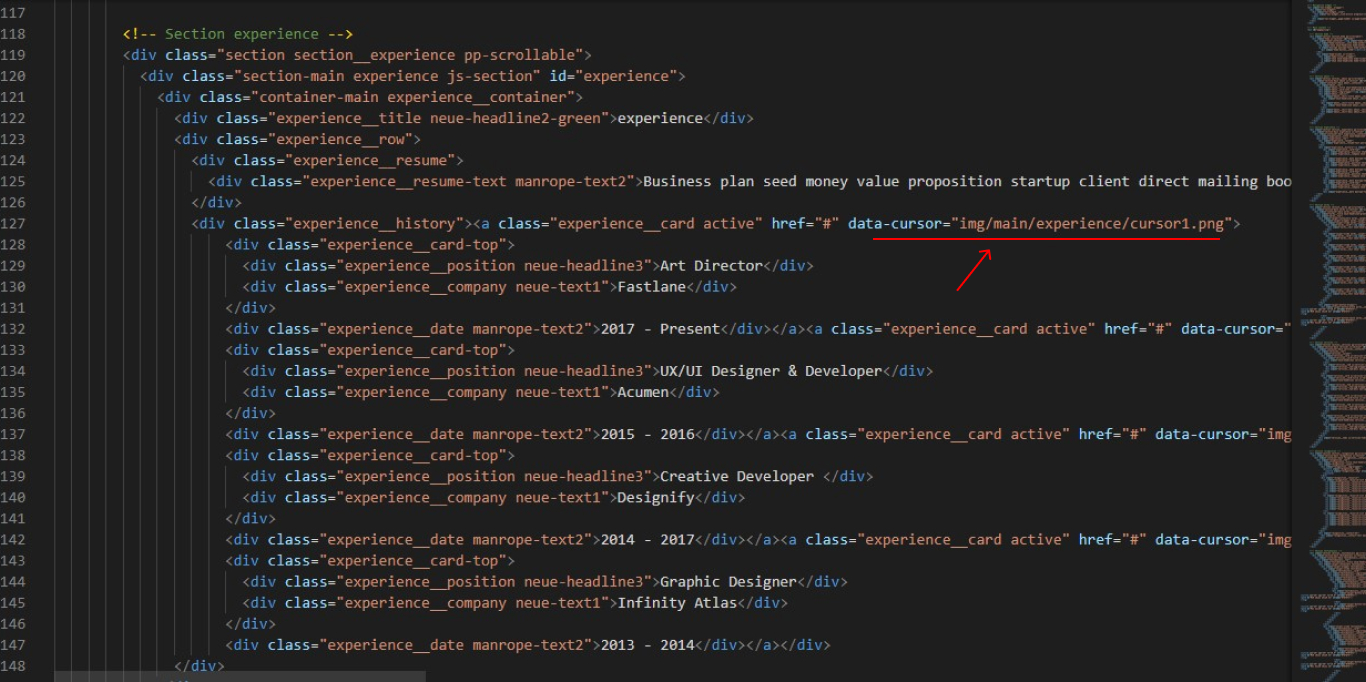 117
118 <!-- Section experience -->
119 <div class="section section__experience pp-scrollable">
120 <div class="section-main experience js-section" id="experience">
121 <div class="container-main experience__container">
122 <div class="experience__title neue-headline2-green">experience</div>
123 <div class="experience__row">
124 <div class="experience__resume">
125 <div class="experience__resume-text manrope-text2">Business plan seed money value proposition startup client direct mailing boo
126 </div>
127 <div class="experience__history"><a class="experience__card active" href="#" data-cursor="img/main/experience/cursor1.png">
128 <div class="experience__card-top">
129 <div class="experience__position neue-headline3">Art Director</div>
130 <div class="experience__company neue-text1">Fastlane</div>
131 </div>
132 <div class="experience__date manrope-text2">2017 - Present</div></a><a class="experience__card active" href="#" data-cursor="
133 <div class="experience__card-top">
134 <div class="experience__position neue-headline3">UX/UI Designer & Developer</div>
135 <div class="experience__company neue-text1">Acumen</div>
136 </div>
137 <div class="experience__date manrope-text2">2015 - 2016</div></a><a class="experience__card active" href="#" data-cursor="img
138 <div class="experience__card-top">
139 <div class="experience__position neue-headline3">Creative Developer </div>
140 <div class="experience__company neue-text1">Designify</div>
141 </div>
142 <div class="experience__date manrope-text2">2014 - 2017</div></a><a class="experience__card active" href="#" data-cursor="img
143 <div class="experience__card-top">
144 <div class="experience__position neue-headline3">Graphic Designer</div>
145 <div class="experience__company neue-text1">Infinity Atlas</div>
146 </div>
147 <div class="experience__date manrope-text2">2013 - 2014</div></a></div>
148 </div>